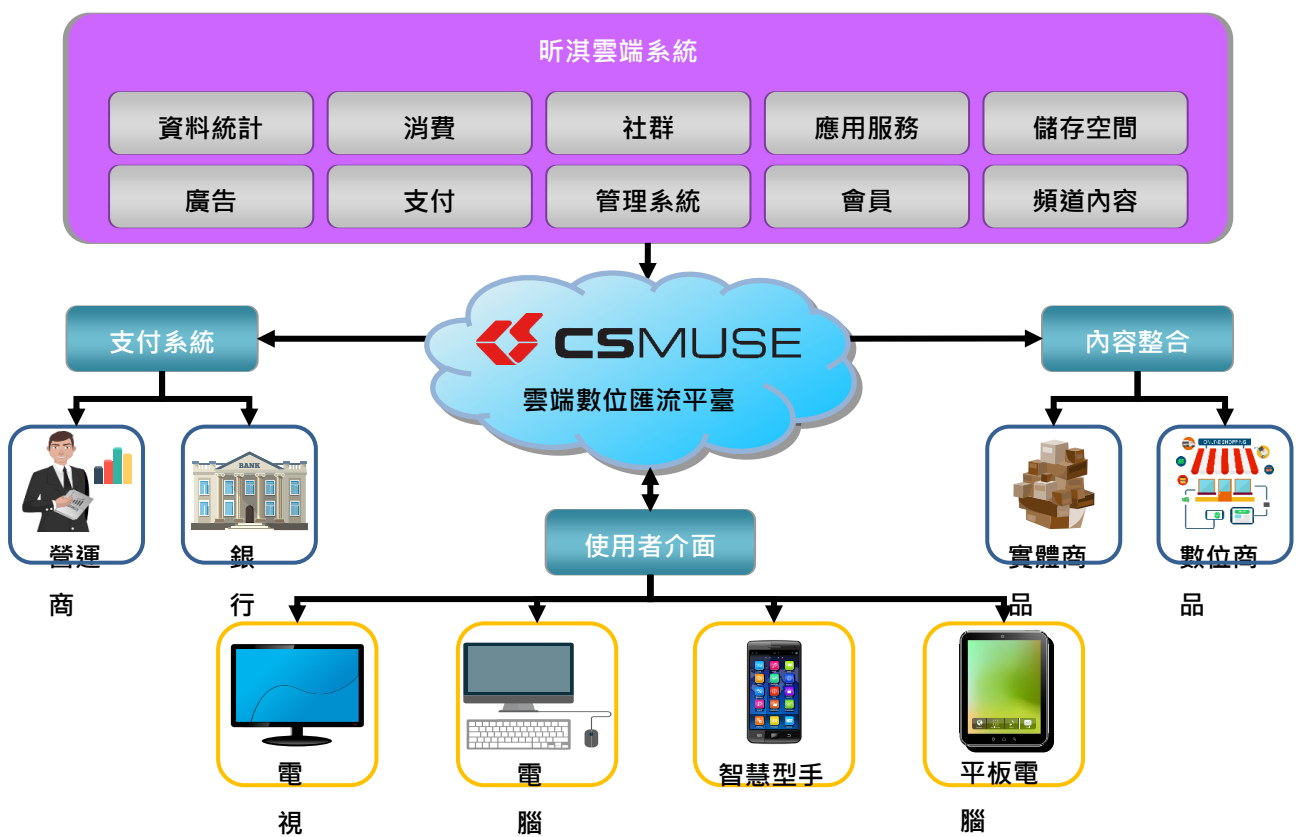 昕淇雲端系統
資料統計
消費
社群
應用服務
儲存空間
廣告
支付
管理系統
會員
頻道內容
CSMUSE
雲端數位匯流平臺
支付系統
內容整合
BANK
ONLINE SHOPPING
營運
商
銀
行
使用者介面
實體商
品
數位商
品
電
視
電
腦
智慧型手
平板電
腦